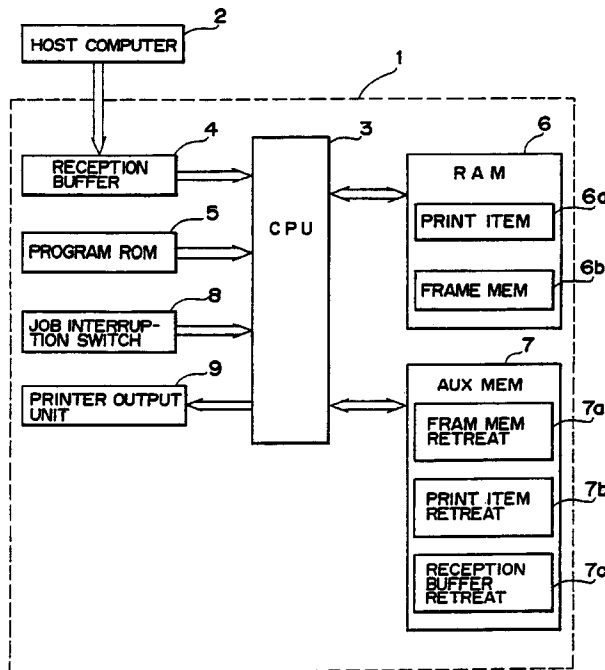 2
HOST COMPUTER
1
4
RECEPTION
BUFFER
3
CPU
6
RAM
6a
PRINT ITEM
6b
FRAME MEM
5
PROGRAM ROM
8
JOB INTERRUP-
TION SWITCH
9
PRINTER OUTPUT
UNIT
7
AUX MEM
7a
FRAM MEM
RETREAT
7b
PRINT ITEM
RETREAT
7c
RECEPTION
BUFFER
RETREAT